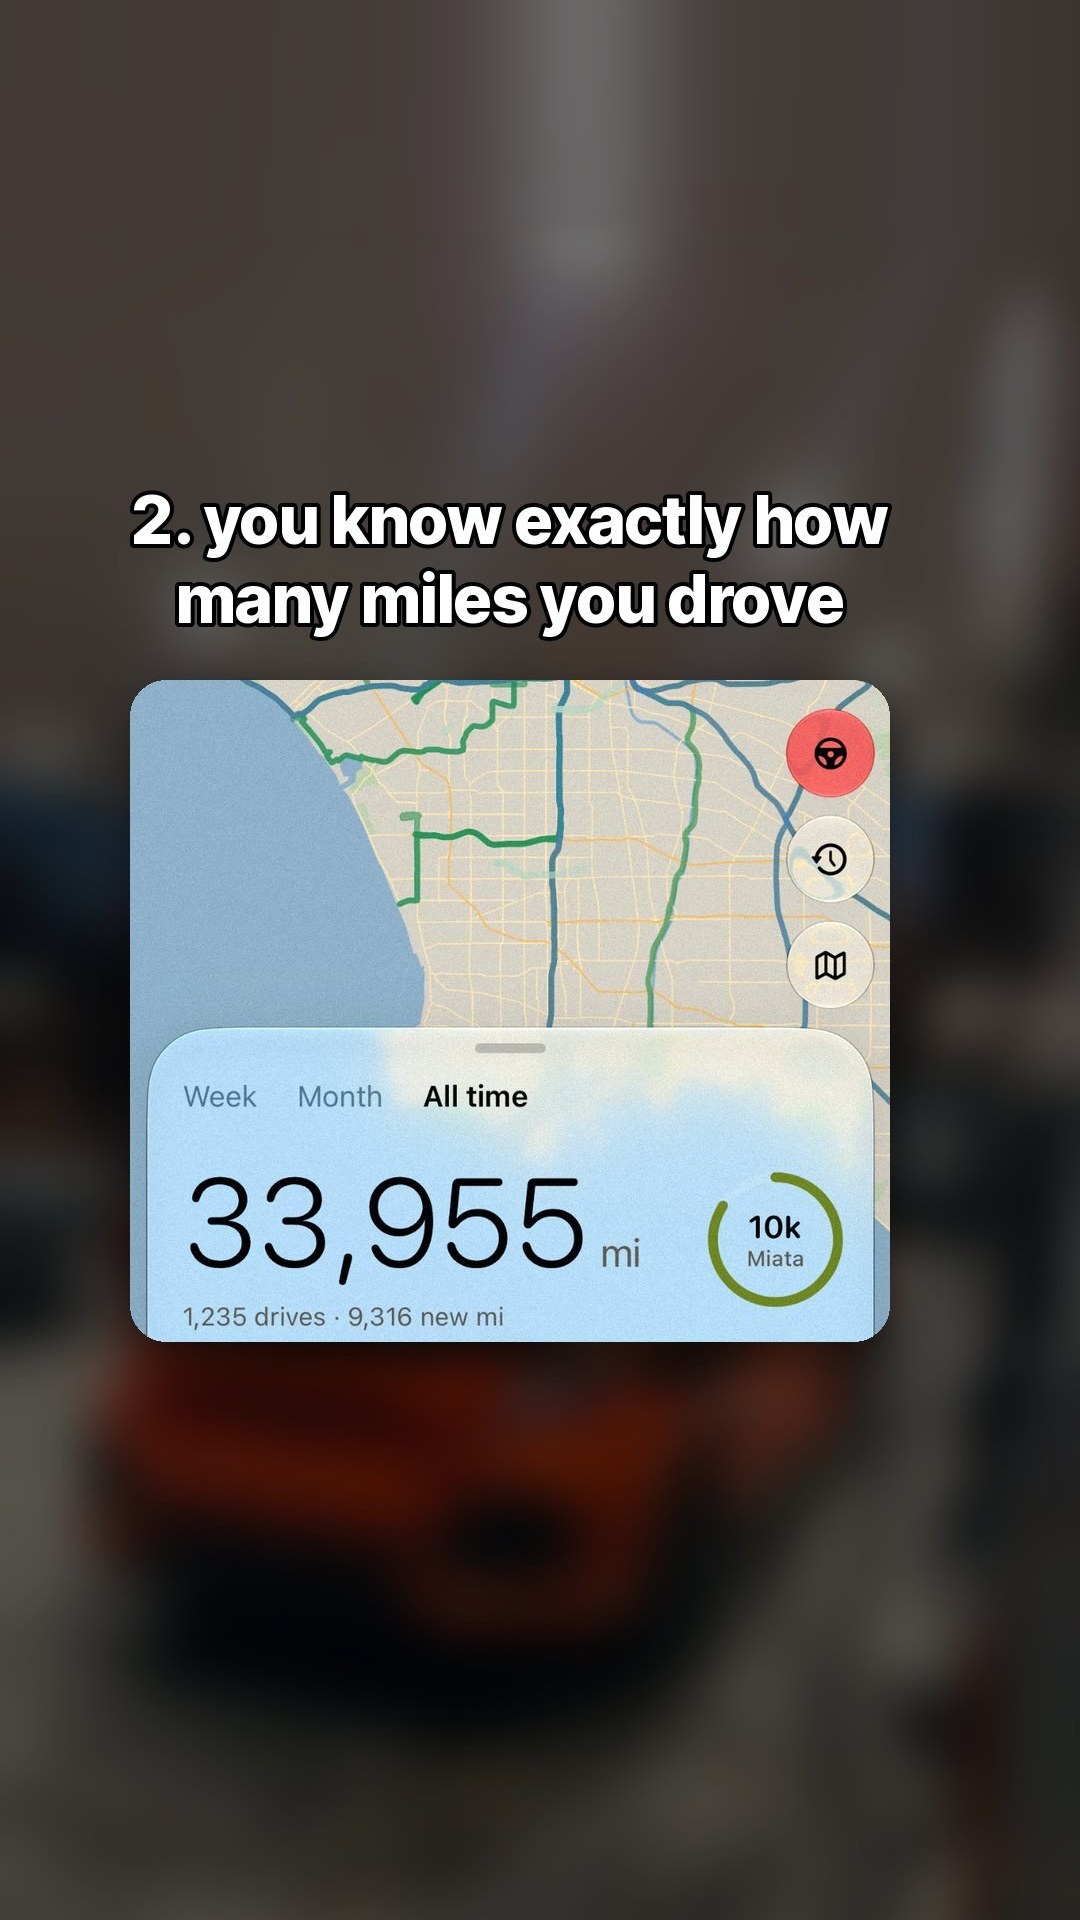 2. you know exactly how
many miles you drove
Week Month All time
33,955 mi
10k
Miata
1,235 drives · 9,316 new mi